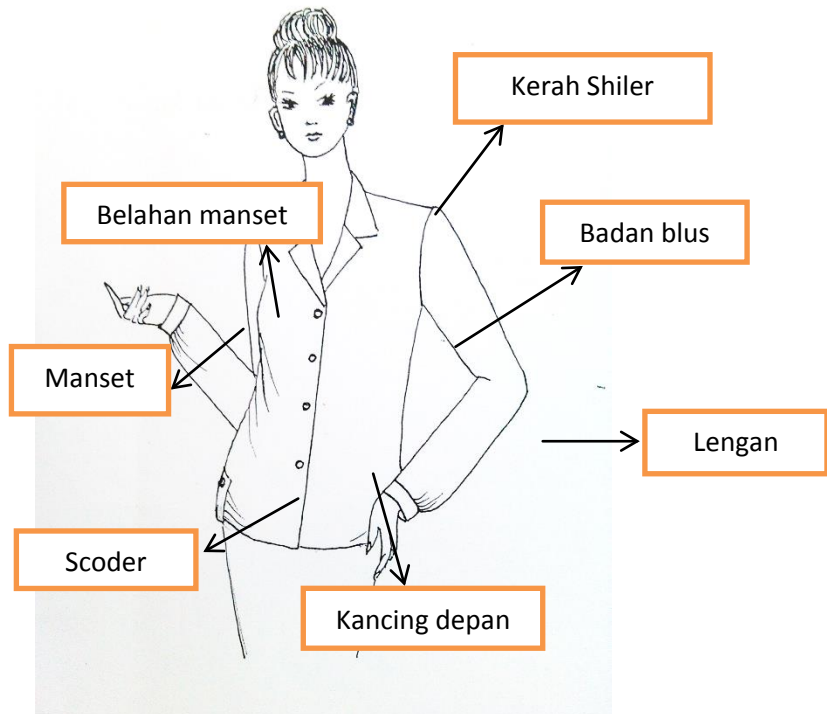 Kerah Shiler
Belahan manset
Badan blus
Manset
Lengan
Scoder
Kancing depan